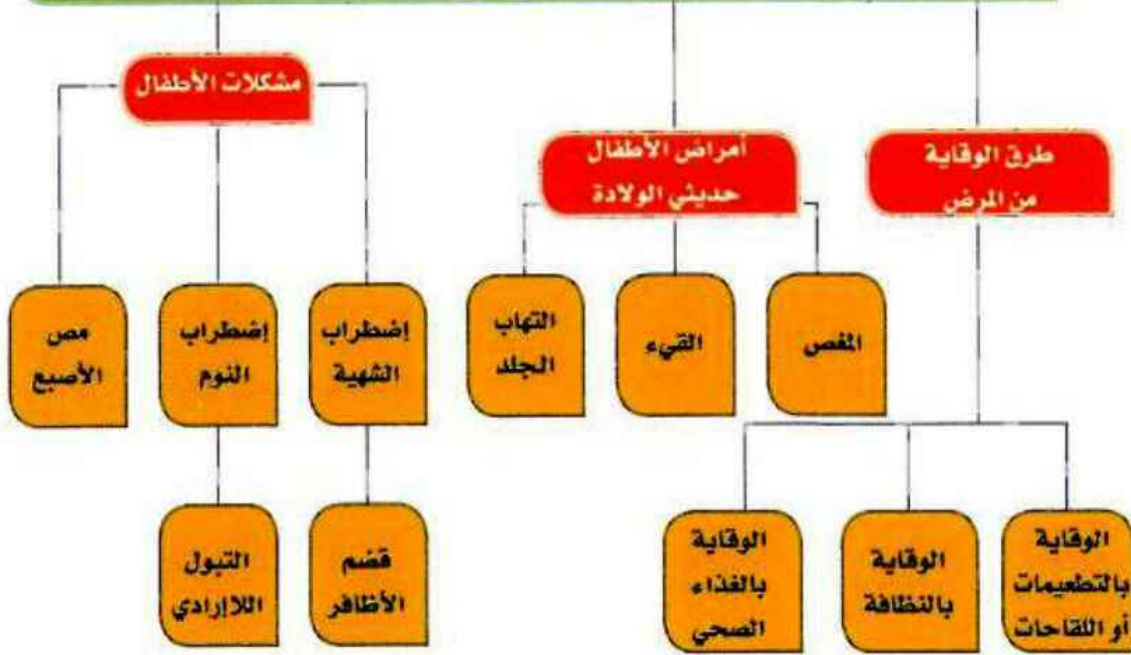 طرق الوقاية
من المرض
أمراض الأطفال
حديثي الولادة
مشكلات الأطفال
الوقاية
بالتطعيمات
أو اللقاحات
الوقاية
بالنظافة
الوقاية
بالغذاء
الصحي
المغص
القيء
التهاب
الجلد
إضطراب
الشهية
إضطراب
النوم
مص
الأصبع
قضم
الأظافر
التبول
اللاإرادي